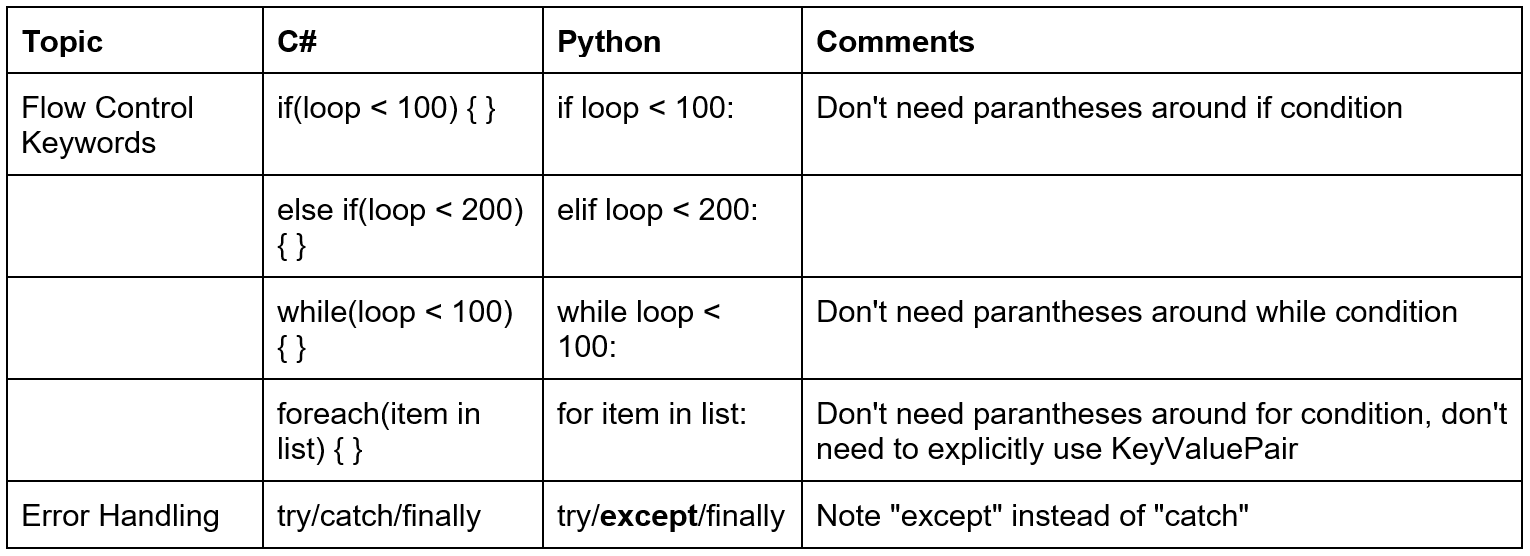 Topic C# Python Comments
Flow Control if(loop < 100) { } if loop < 100: Don't need parantheses around if condition
Keywords
else if(loop < 200) elif loop < 200:
{ }
while(loop < 100) while loop < Don't need parantheses around while condition
{ } 100:
foreach(item in for item in list: Don't need parantheses around for condition, don't
list) { } need to explicitly use KeyValuePair
Error Handling try/catch/finally try/except/finally Note "except" instead of "catch"